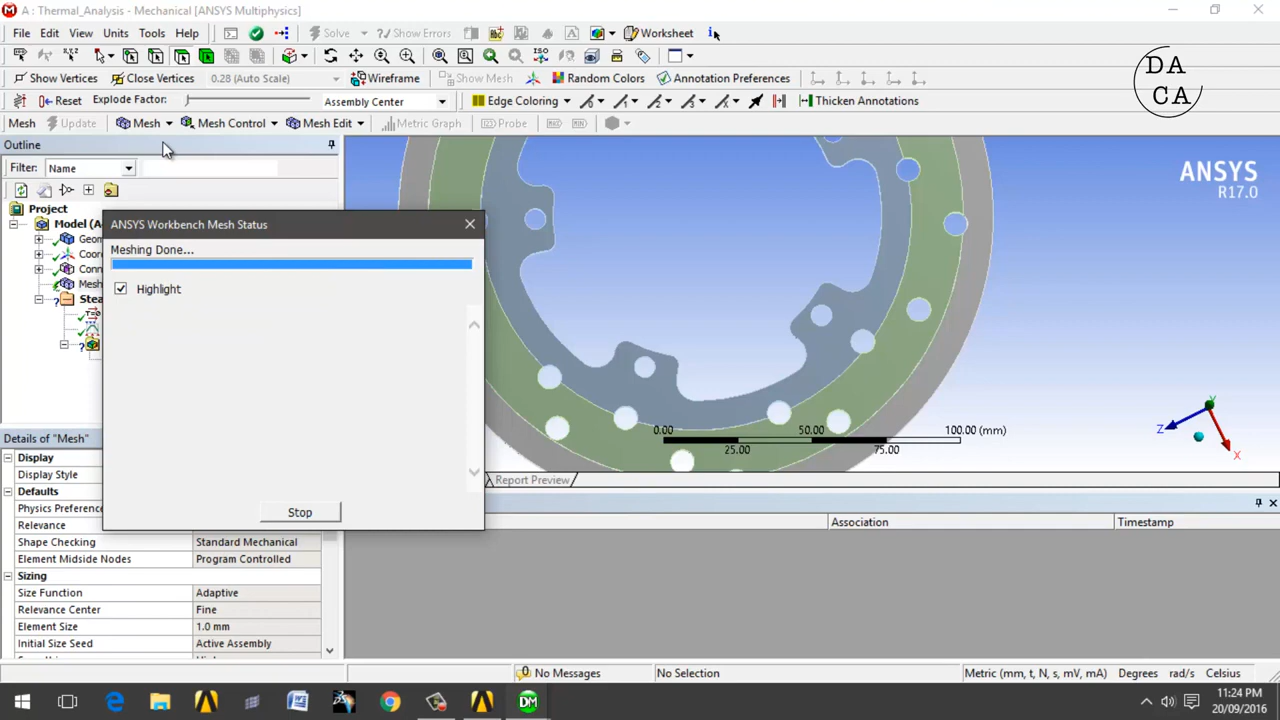 A : Thermal_Analysis - Mechanical [ANSYS Multiphysics]
File Edit View Units Tools Help Solve Show Errors Worksheet
Show Vertices Close Vertices 0.28 (Auto Scale) Wireframe Show Mesh Random Colors Annotation Preferences
Reset Explode Factor: Assembly Center Edge Coloring Thicken Annotations
Mesh Update Mesh Mesh Control Mesh Edit Metric Graph Probe
DA
CA
Outline
Filter: Name
Project
Model (A
Geom
Coor
Conn
Mesh
Stea
ANSYS Workbench Mesh Status
Meshing Done...
Highlight
Stop
ANSYS
R17.0
0.00 50.00 100.00 (mm)
25.00 75.00
Y
Z
X
Report Preview
Association Timestamp
Details of "Mesh"
Display
Display Style
Defaults
Physics Preference
Relevance
Shape Checking Standard Mechanical
Element Midside Nodes Program Controlled
Sizing
Size Function Adaptive
Relevance Center Fine
Element Size 1.0 mm
Initial Size Seed Active Assembly
0 No Messages No Selection Metric (mm, t, N, s, mV, mA) Degrees rad/s Celsius
DM
11:24 PM
20/09/2016